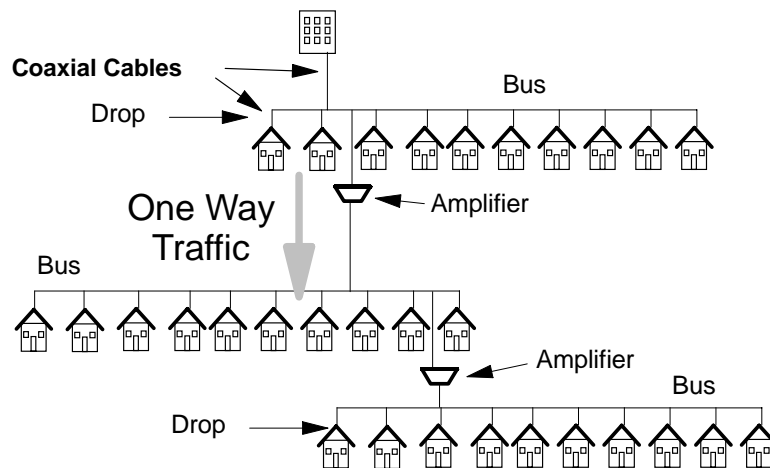 Coaxial Cables
Bus
Drop
Amplifier
One Way
Traffic
Bus
Amplifier
Bus
Drop